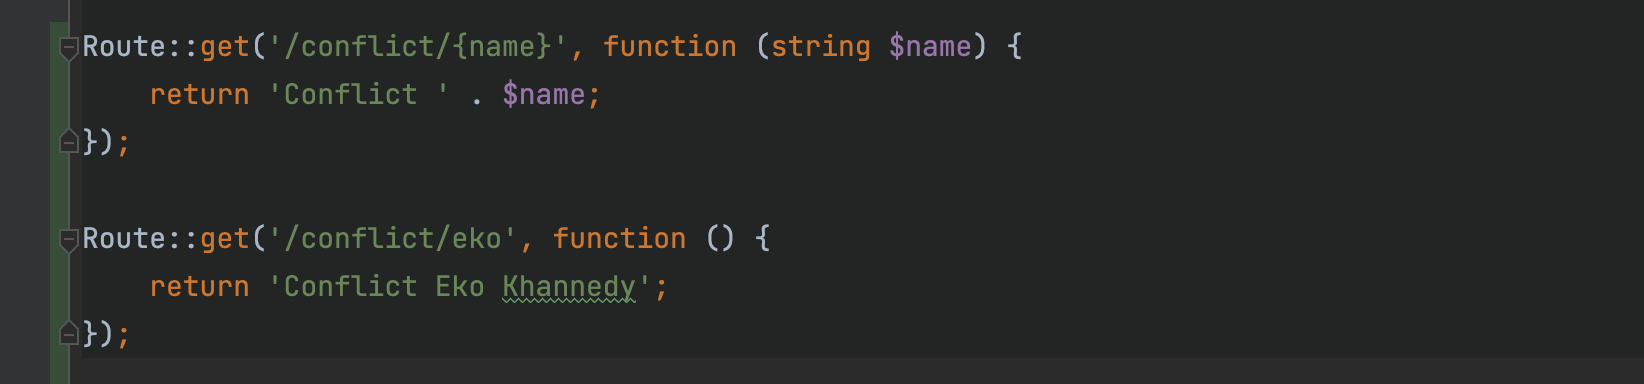 Route::get('/conflict/{name}', function (string $name) {
    return 'Conflict ' . $name;
});
Route::get('/conflict/eko', function () {
    return 'Conflict Eko Khannedy';
});